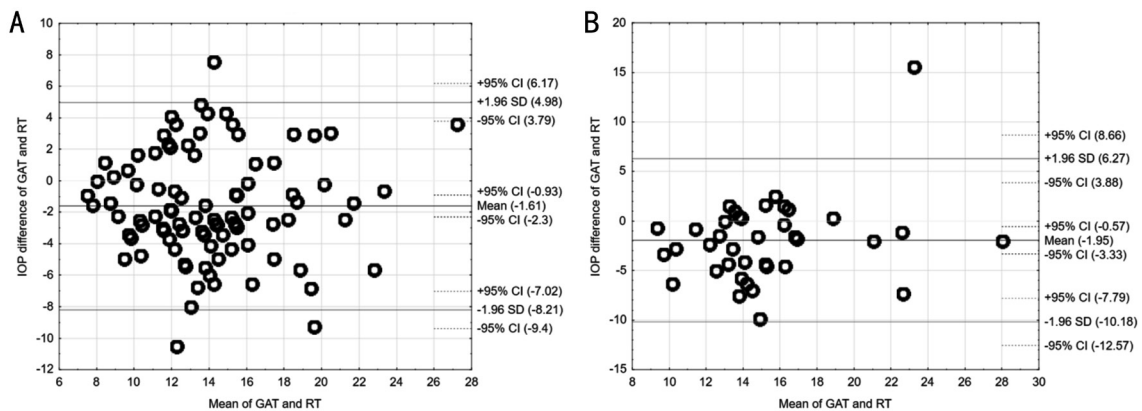 A
IOP difference of GAT and RT
10
8
6
4
2
0
-2
-4
-6
-8
-10
-12
6 8 10 12 14 16 18 20 22 24 26 28
Mean of GAT and RT
+95% CI (6.17)
+1.96 SD (4.98)
-95% CI (3.79)
+95% CI (-0.93)
Mean (-1.61)
-95% CI (-2.3)
+95% CI (-7.02)
-1.96 SD (-8.21)
-95% CI (-9.4)
B
IOP difference of GAT and RT
20
15
10
5
0
-5
-10
-15
8 10 12 14 16 18 20 22 24 26 28 30
Mean of GAT and RT
+95% CI (8.66)
+1.96 SD (6.27)
-95% CI (3.88)
+95% CI (-0.57)
Mean (-1.95)
-95% CI (-3.33)
+95% CI (-7.79)
-1.96 SD (-10.18)
-95% CI (-12.57)